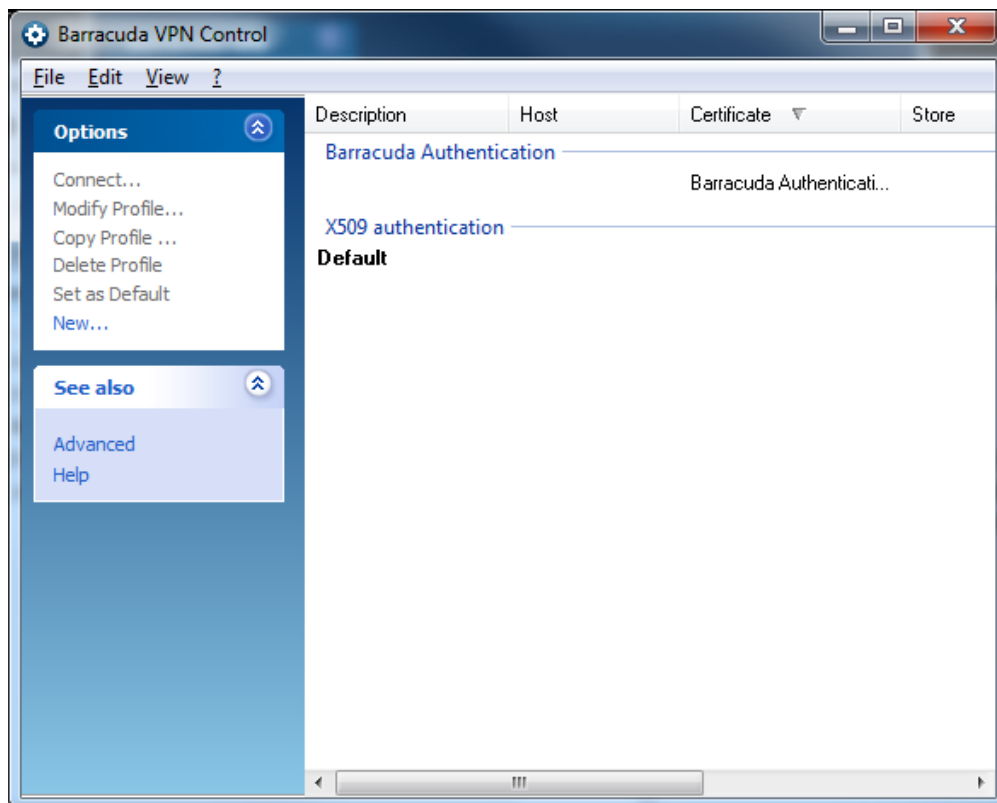 Barracuda VPN Control
File Edit View ?
Options
Connect...
Modify Profile...
Copy Profile ...
Delete Profile
Set as Default
New...
See also
Advanced
Help
Description Host Certificate Store
Barracuda Authentication
Barracuda Authenticati...
X509 authentication
Default